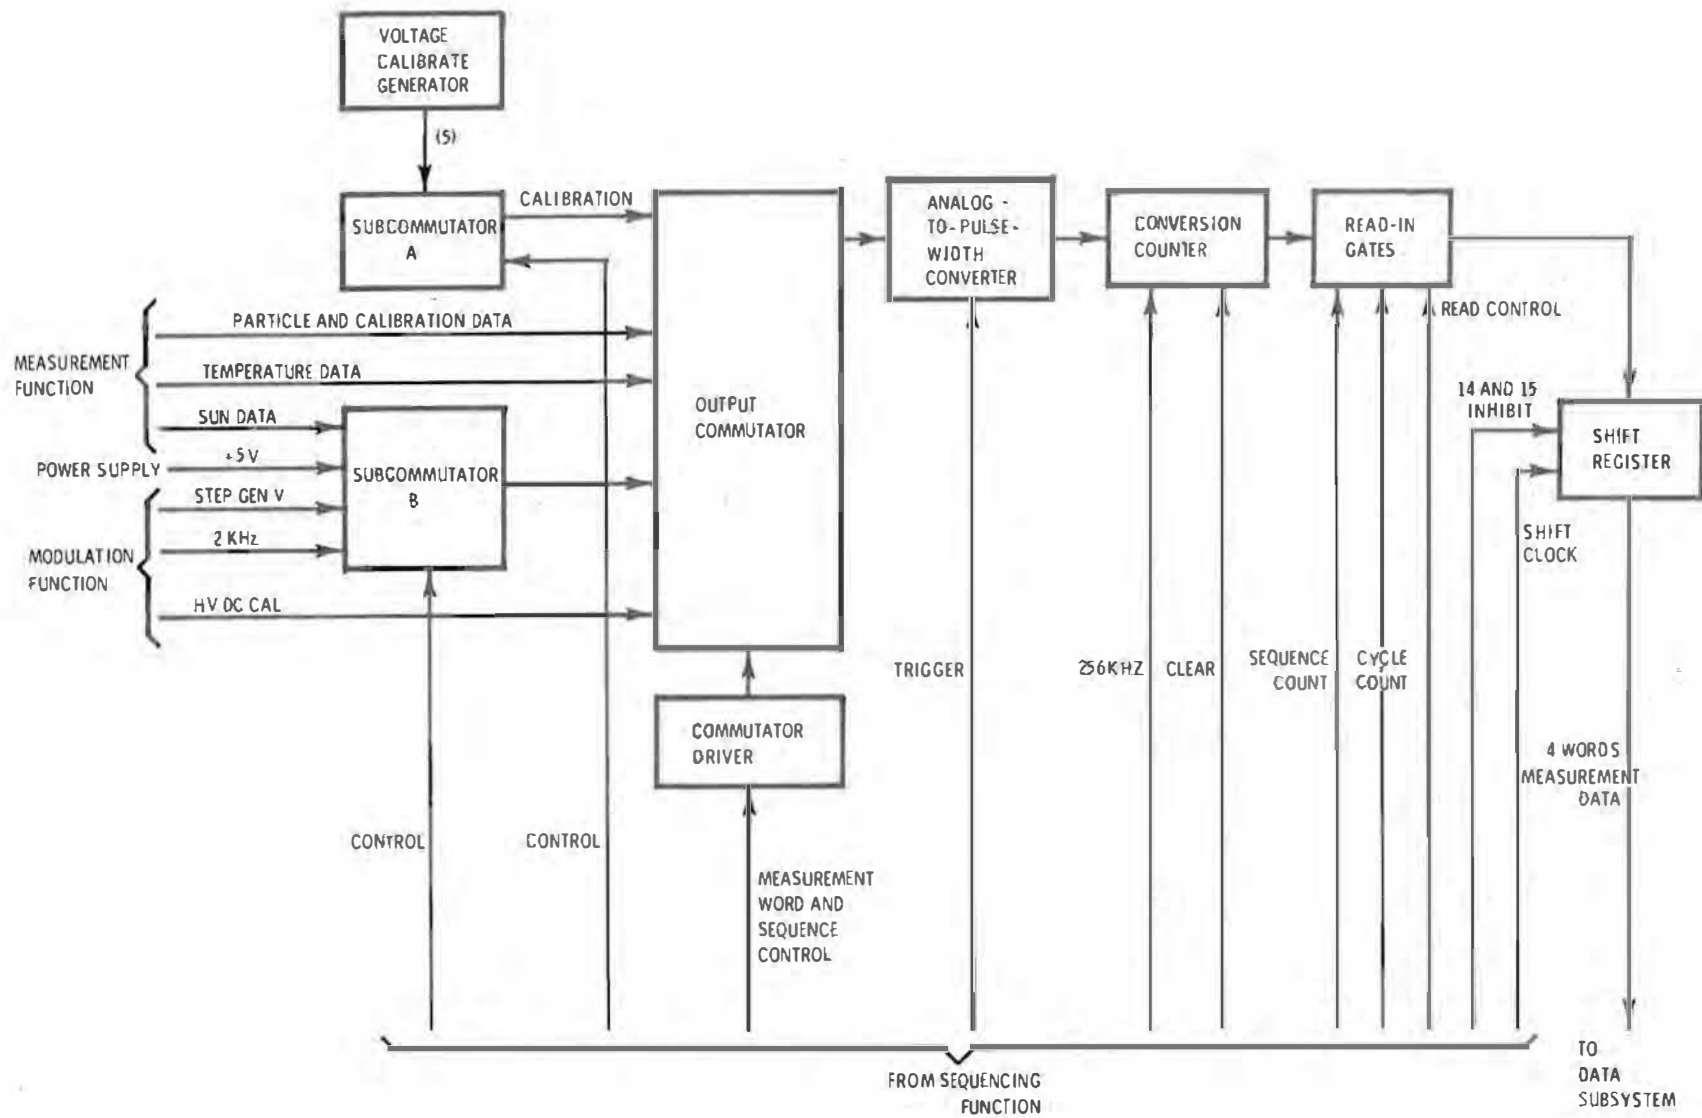 VOLTAGE
CALIBRATE
GENERATOR
(5)
SUBCOMMUTATOR
A
CALIBRATION
PARTICLE AND CALIBRATION DATA
MEASUREMENT
FUNCTION
TEMPERATURE DATA
SUN DATA
POWER SUPPLY
+5V
STEP GEN V
2 KHz
MODULATION
FUNCTION
HV DC CAL
SUBCOMMUTATOR
B
OUTPUT
COMMUTATOR
COMMUTATOR
DRIVER
ANALOG -
TO-PULSE-
WIDTH
CONVERTER
CONVERSION
COUNTER
READ-IN
GATES
READ CONTROL
14 AND 15
INHIBIT
SHIFT
REGISTER
SHIFT
CLOCK
CONTROL
CONTROL
MEASUREMENT
WORD AND
SEQUENCE
CONTROL
TRIGGER
256KHZ
CLEAR
SEQUENCE
COUNT
CYCLE
COUNT
4 WORDS
MEASUREMENT
DATA
FROM SEQUENCING
FUNCTION
TO
DATA
SUBSYSTEM